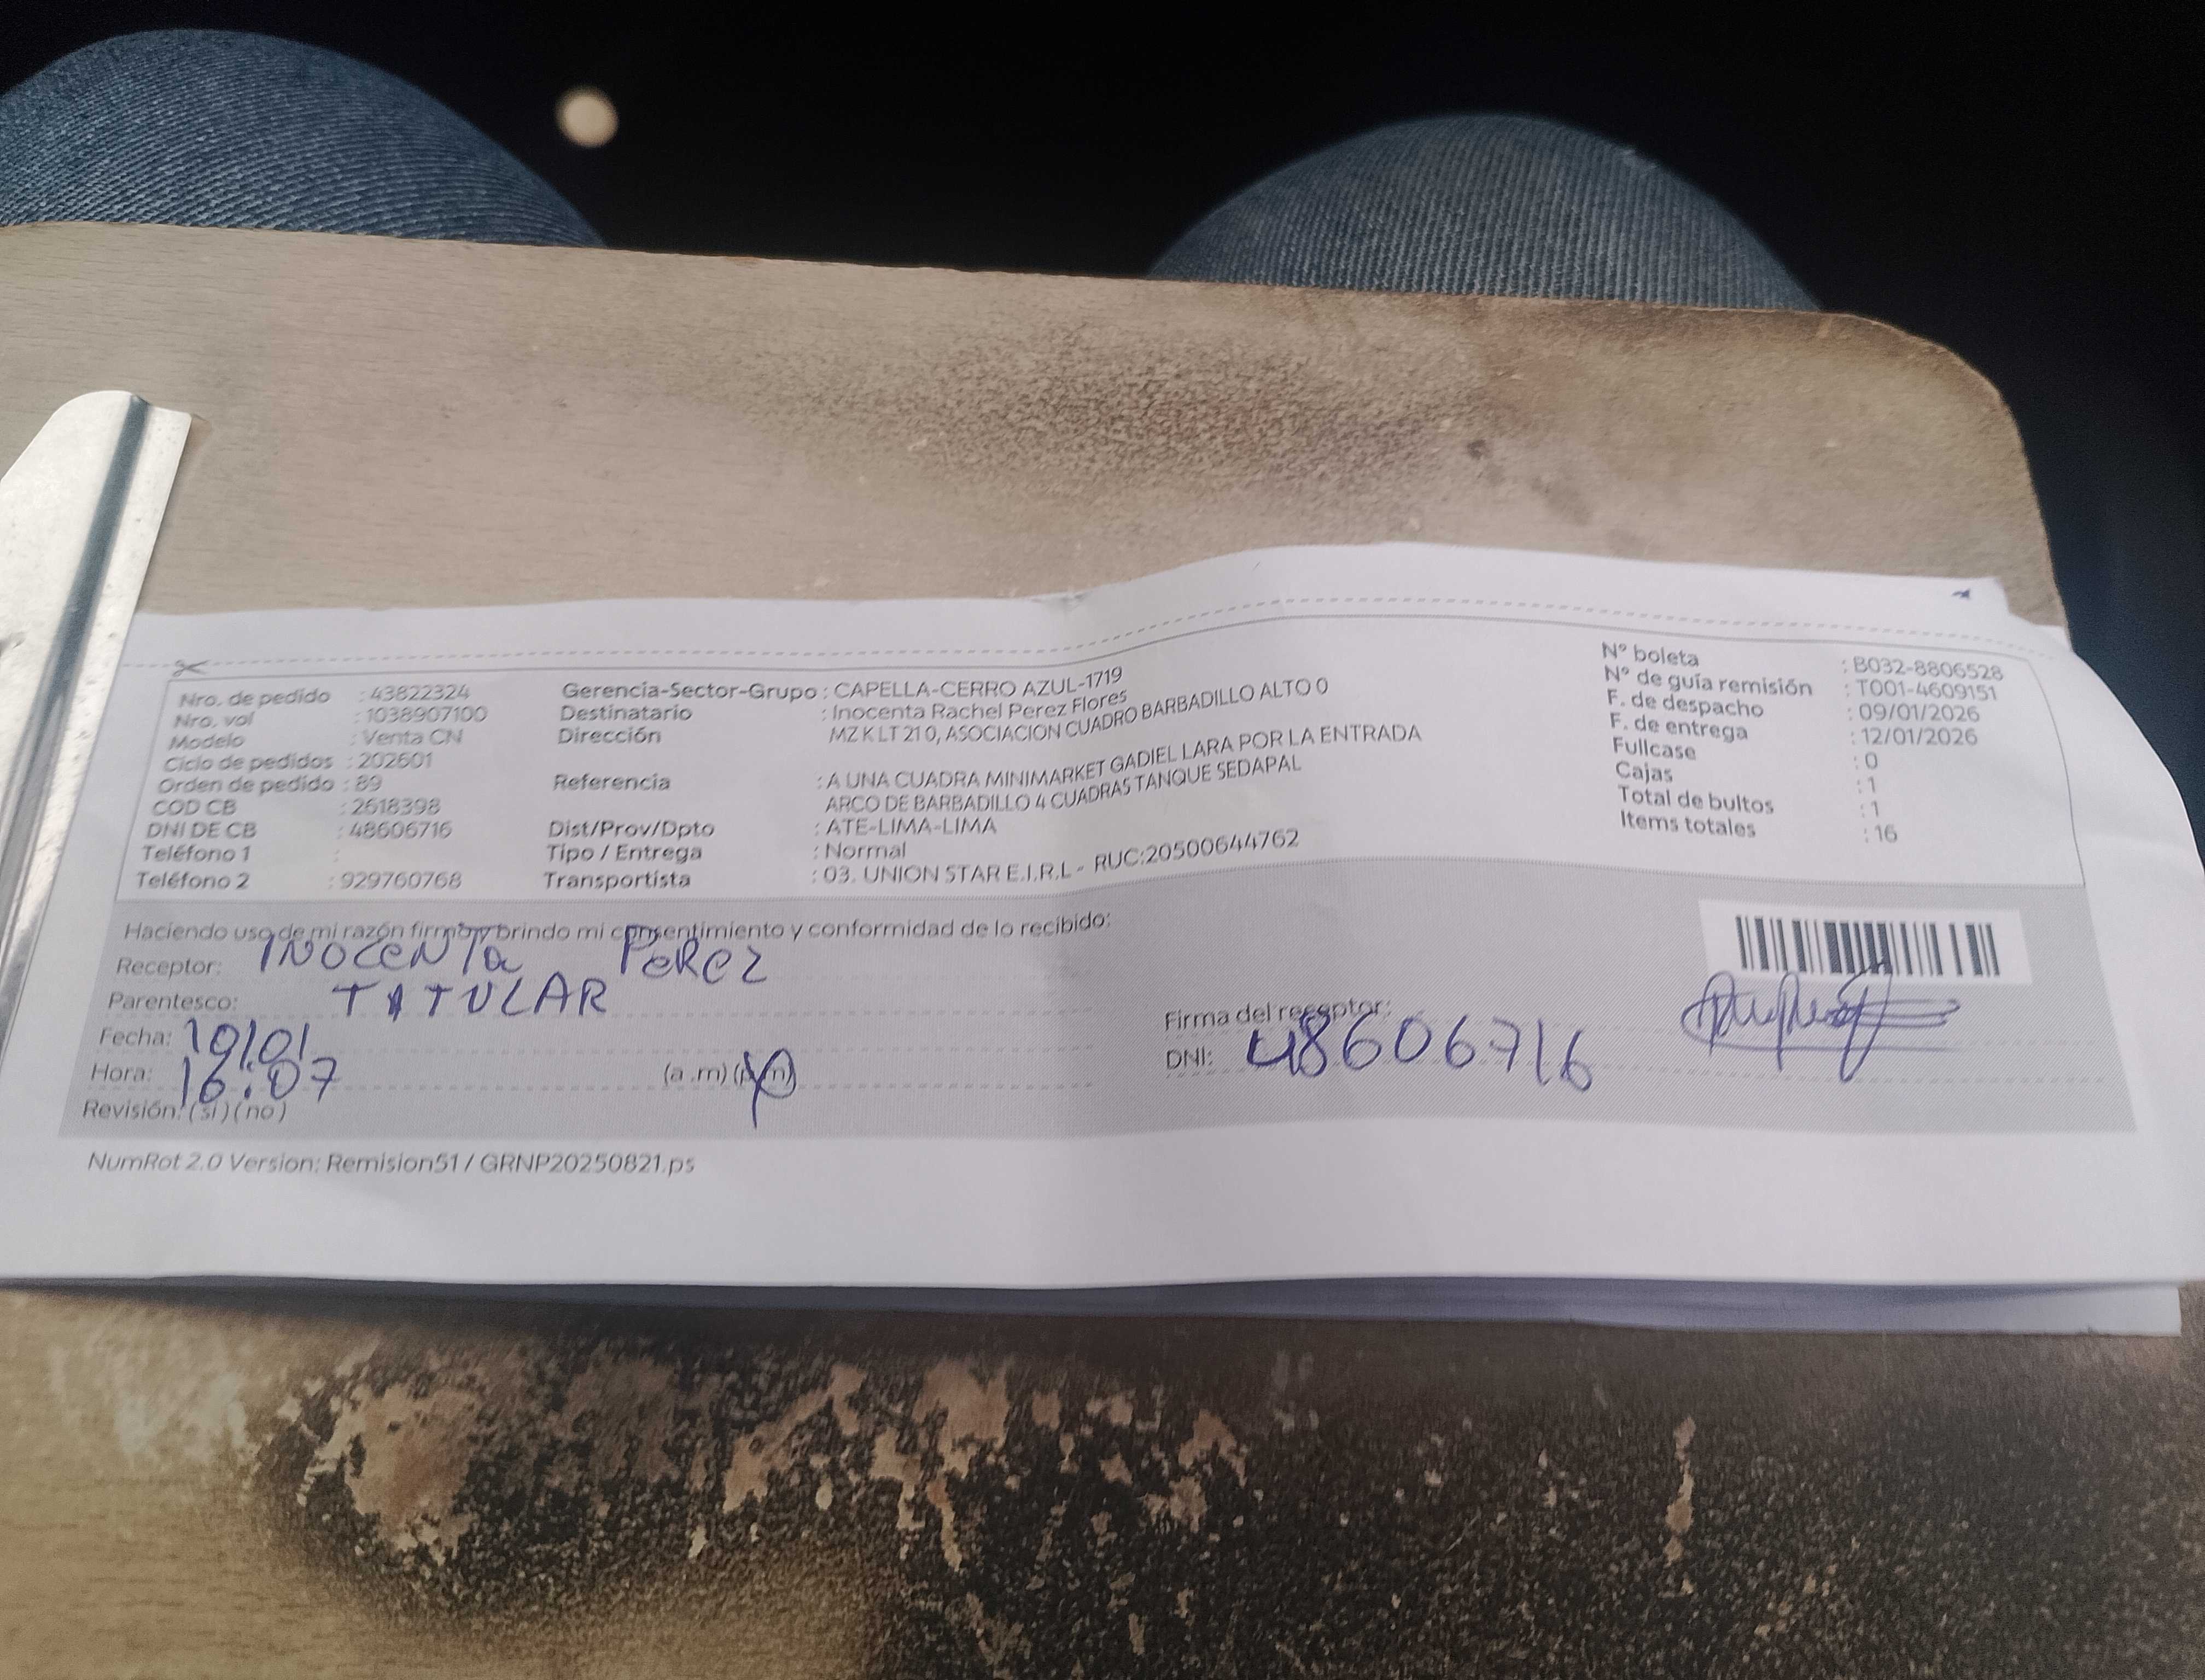 Nro. de pedido : 43822324
Nro. vol : 1038907100
Modelo : Venta CN
Ciclo de pedidos : 202601
Orden de pedido : 89
COD CB : 2618398
DNI DE CB : 48606716
Teléfono 1 :
Teléfono 2 : 929760768
Gerencia-Sector-Grupo : CAPELLA-CERRO AZUL-1719
Destinatario : Inocenta Rachel Perez Flores
Dirección MZ K LT 21 0, ASOCIACION CUADRO BARBADILLO ALTO 0
Referencia : A UNA CUADRA MINIMARKET GADIEL LARA POR LA ENTRADA
ARCO DE BARBADILLO 4 CUADRAS TANQUE SEDAPAL
Dist/Prov/Dpto : ATE-LIMA-LIMA
Tipo / Entrega : Normal
Transportista : 03. UNION STAR E.I.R.L - RUC:20500644762
Nº boleta : B032-8806528
Nº de guía remisión : T001-4609151
F. de despacho : 09/01/2026
F. de entrega : 12/01/2026
Fullcase : 0
Cajas : 1
Total de bultos : 1
Items totales : 16
Haciendo uso de mi razón firmo y brindo mi consentimiento y conformidad de lo recibido:
Receptor: INOCENTa PeRez
Parentesco: TITULAR
Fecha: 10/01
Hora: 16:07 (a .m) (p.m)
Revisión: (si) (no)
Firma del receptor:
DNI: 48606716
NumRot 2.0 Version: Remision51 / GRNP20250821.ps